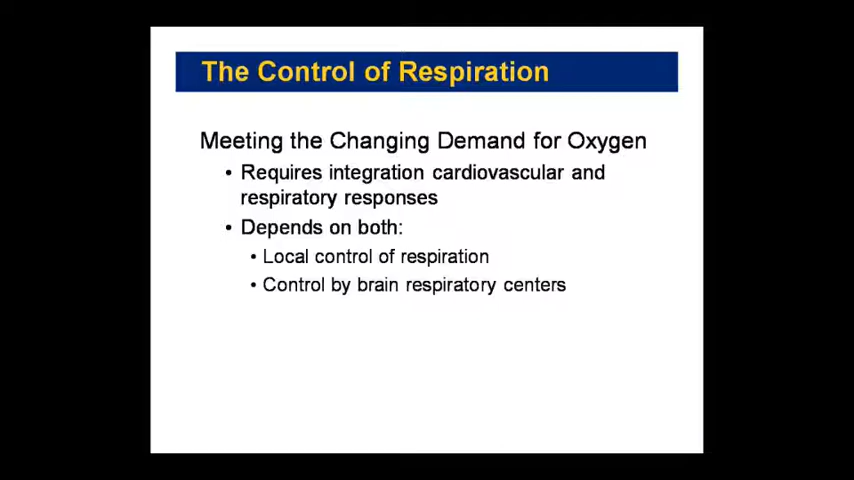 The Control of Respiration
Meeting the Changing Demand for Oxygen
• Requires integration cardiovascular and
respiratory responses
• Depends on both:
• Local control of respiration
• Control by brain respiratory centers